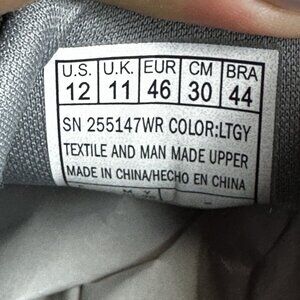 U.S. U.K. EUR CM BRA
12 11 46 30 44
SN 255147WR COLOR:LTGY
TEXTILE AND MAN MADE UPPER
MADE IN CHINA/HECHO EN CHINA